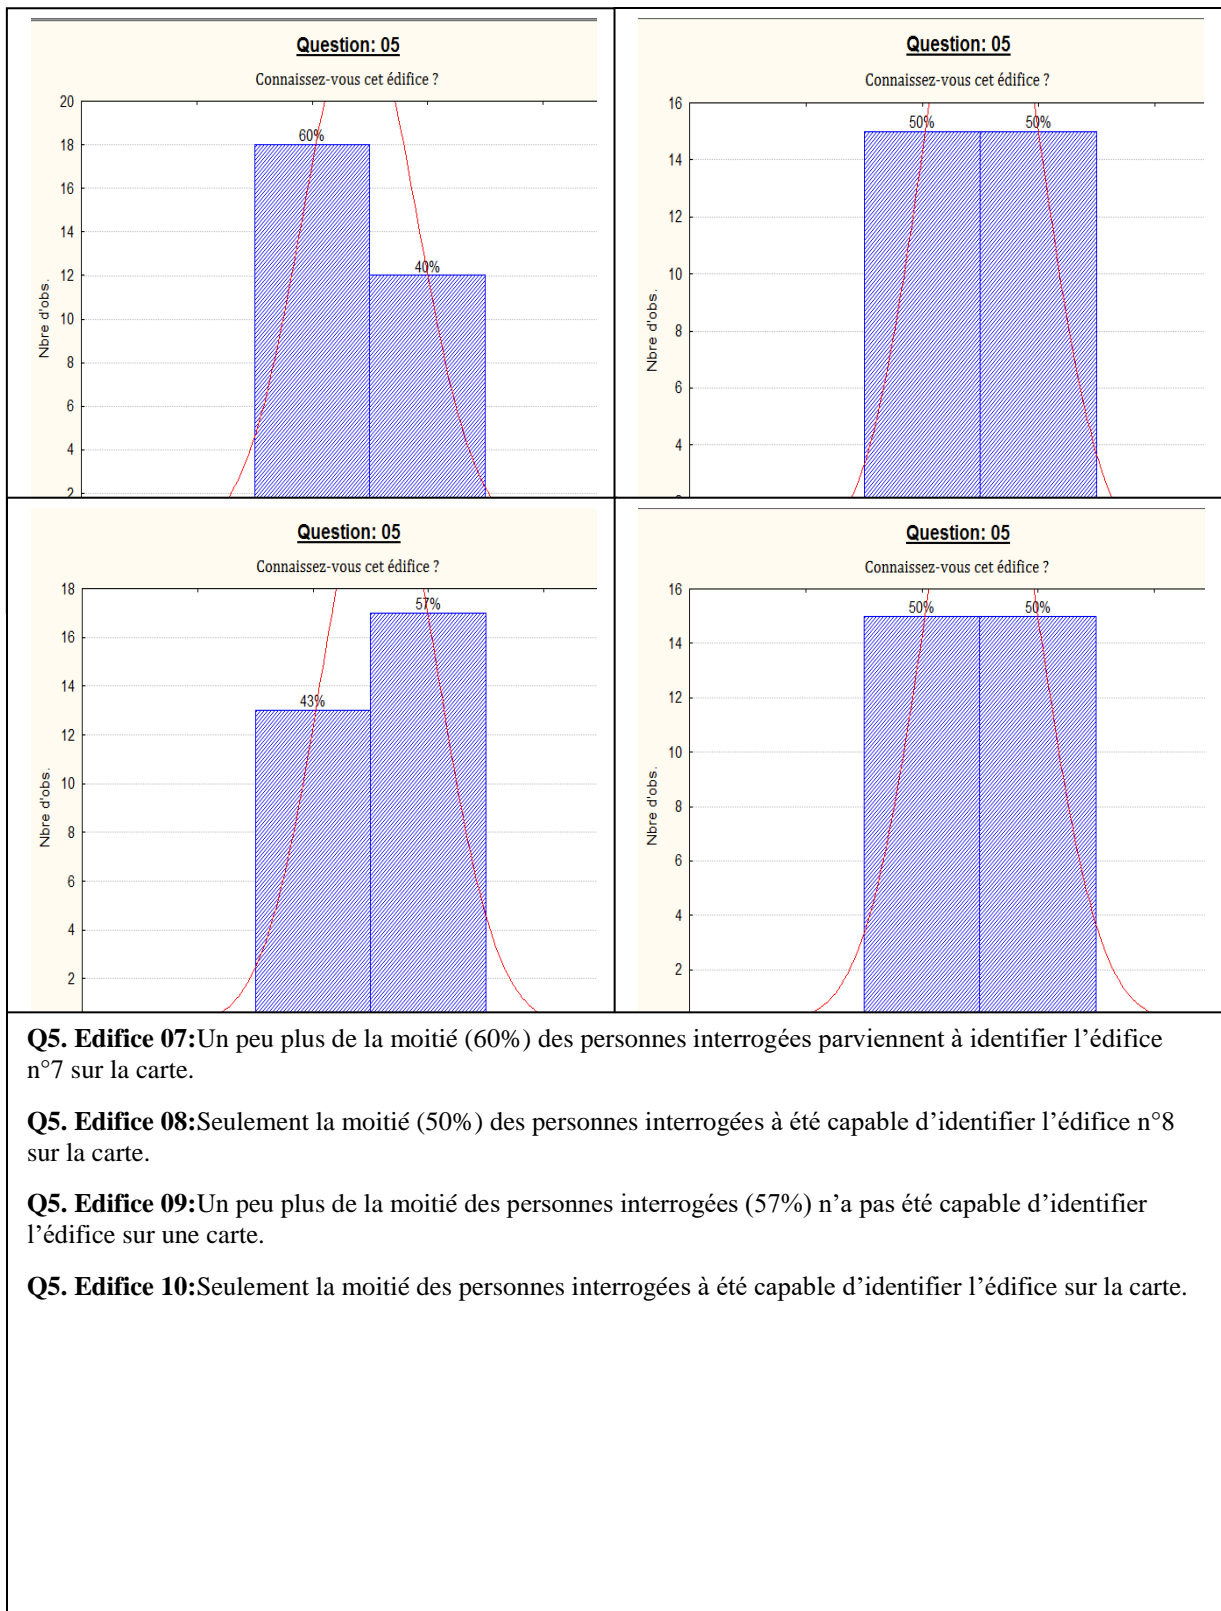 Question: 05
Connaissez-vous cet édifice ?
20
18
16
14
12
10
8
6
4
2
Nbre d'obs.
60%
40%
Question: 05
Connaissez-vous cet édifice ?
16
14
12
10
8
6
4
Nbre d'obs.
50%
50%
Question: 05
Connaissez-vous cet édifice ?
18
16
14
12
10
8
6
4
2
Nbre d'obs.
43%
57%
Question: 05
Connaissez-vous cet édifice ?
16
14
12
10
8
6
4
2
Nbre d'obs.
50%
50%
Q5. Edifice 07:Un peu plus de la moitié (60%) des personnes interrogées parviennent à identifier l’édifice
n°7 sur la carte.
Q5. Edifice 08:Seulement la moitié (50%) des personnes interrogées à été capable d’identifier l’édifice n°8
sur la carte.
Q5. Edifice 09:Un peu plus de la moitié des personnes interrogées (57%) n’a pas été capable d’identifier
l’édifice sur une carte.
Q5. Edifice 10:Seulement la moitié des personnes interrogées à été capable d’identifier l’édifice sur la carte.